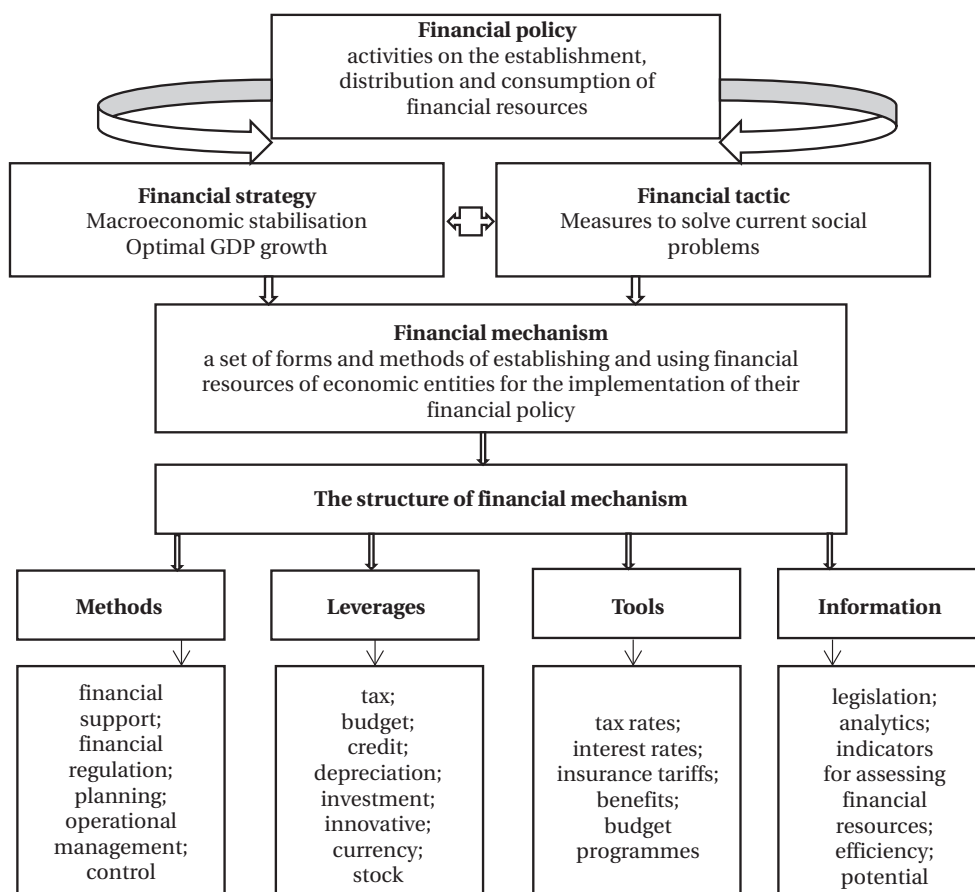 Financial policy
activities on the establishment,
distribution and consumption of
financial resources
Financial strategy
Macroeconomic stabilisation
Optimal GDP growth
Financial tactic
Measures to solve current social
problems
Financial mechanism
a set of forms and methods of establishing and using financial
resources of economic entities for the implementation of their
financial policy
The structure of financial mechanism
Methods
Leverages
Tools
Information
financial
support;
financial
regulation;
planning;
operational
management;
control
tax;
budget;
credit;
depreciation;
investment;
innovative;
currency;
stock
tax rates;
interest rates;
insurance tariffs;
benefits;
budget
programmes
legislation;
analytics;
indicators
for assessing
financial
resources;
efficiency;
potential